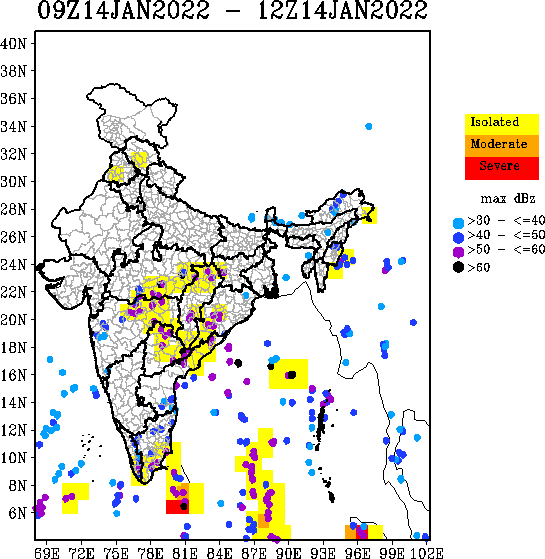 09Z14JAN2022 - 12Z14JAN2022
40N
38N
36N
34N
32N
30N
28N
26N
24N
22N
20N
18N
16N
14N
12N
10N
8N
6N
69E 72E 75E 78E 81E 84E 87E 90E 93E 96E 99E 102E
Isolated
Moderate
Severe
max dBz
>30 - <=40
>40 - <=50
>50 - <=60
>60